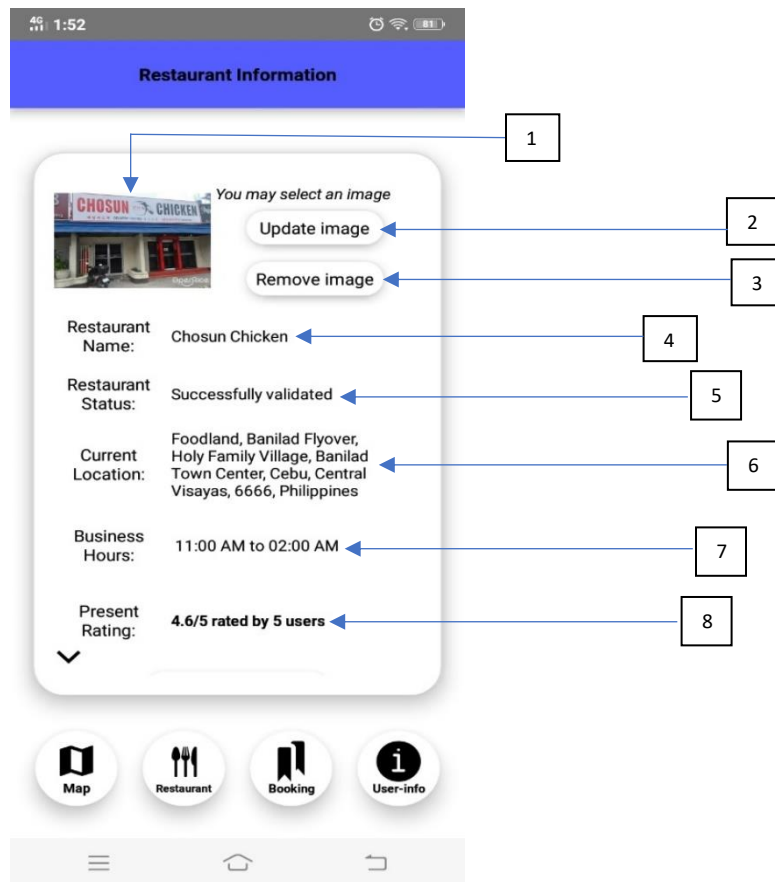 4G 1:52 81
Restaurant Information
1
CHOSUN CHICKEN
OpenRice
You may select an image
Update image
2
Remove image
3
Restaurant
Name:
Chosun Chicken
4
Restaurant
Status:
Successfully validated
5
Current
Location:
Foodland, Banilad Flyover,
Holy Family Village, Banilad
Town Center, Cebu, Central
Visayas, 6666, Philippines
6
Business
Hours:
11:00 AM to 02:00 AM
7
Present
Rating:
4.6/5 rated by 5 users
8
Map
Restaurant
Booking
User-info